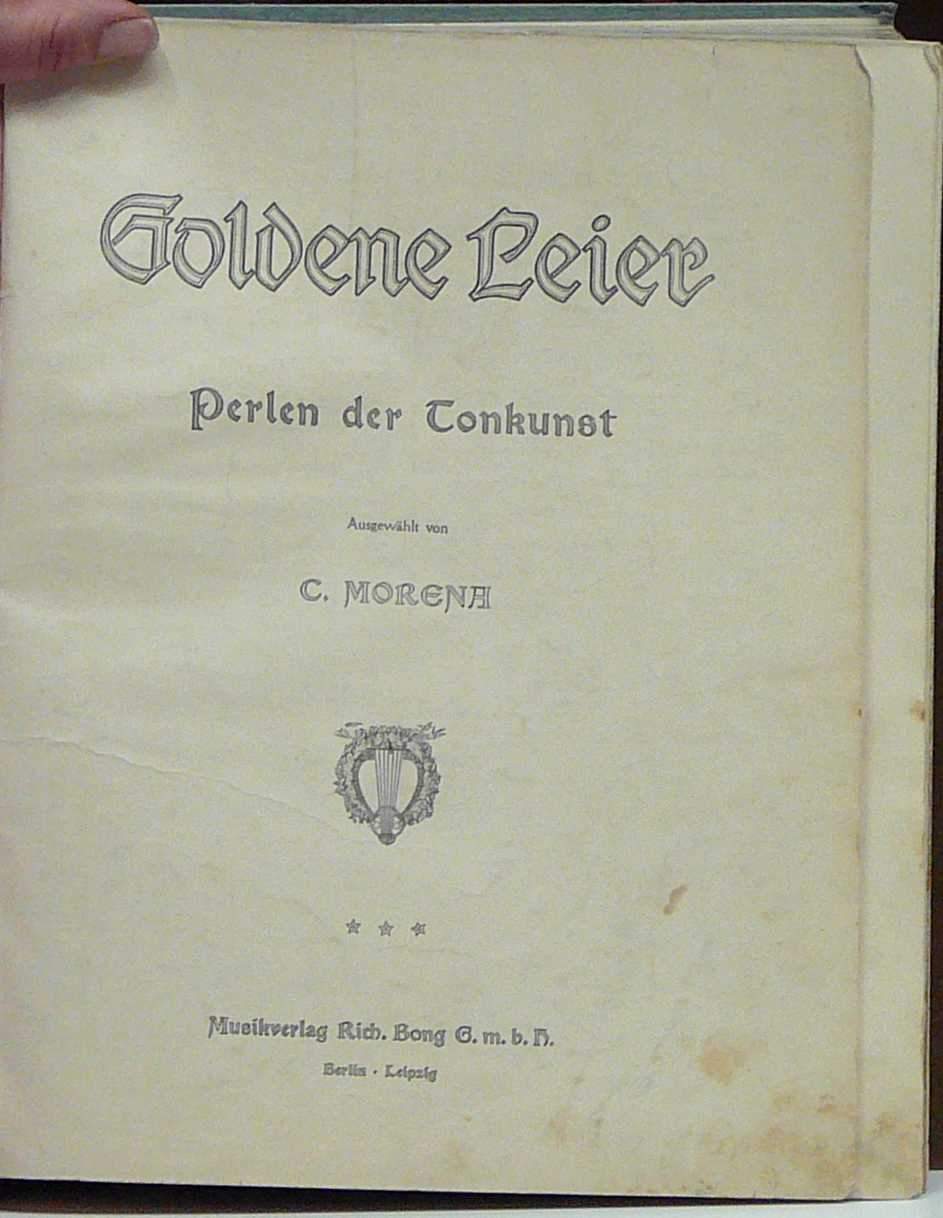 Goldene Leier
Perlen der Tonkunst
Ausgewählt von
C. MORENA
Musikverlag Rich. Bong G. m. b. H.
Berlin · Leipzig